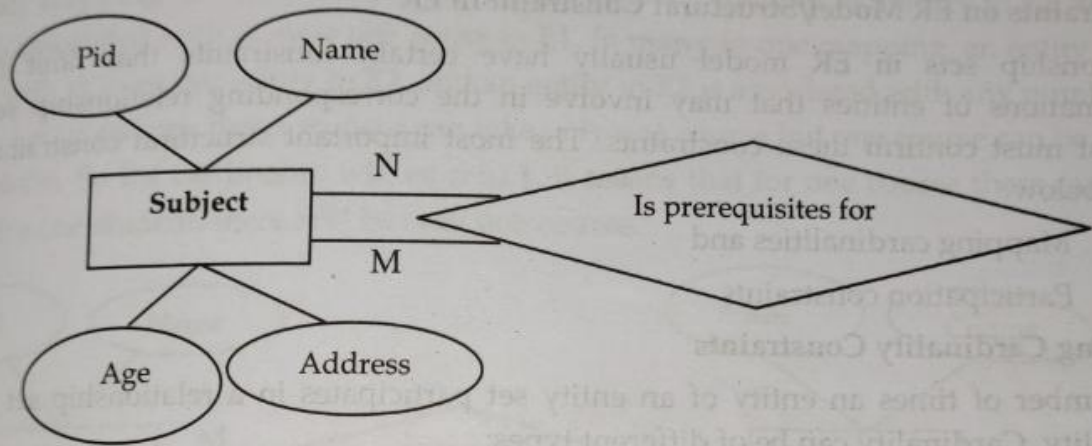 Pid
Name
Subject
N
M
Is prerequisites for
Age
Address